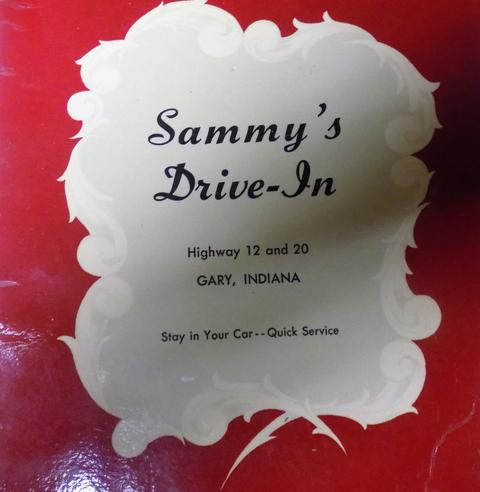 Sammy's
Drive-In
Highway 12 and 20
GARY, INDIANA
Stay in Your Car--Quick Service